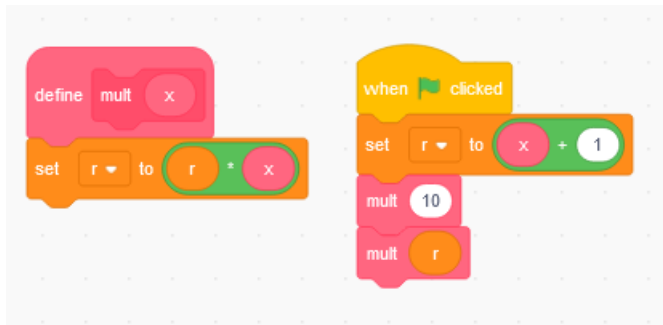 define mult x
set r to r * x
when clicked
set r to x + 1
mult 10
mult r